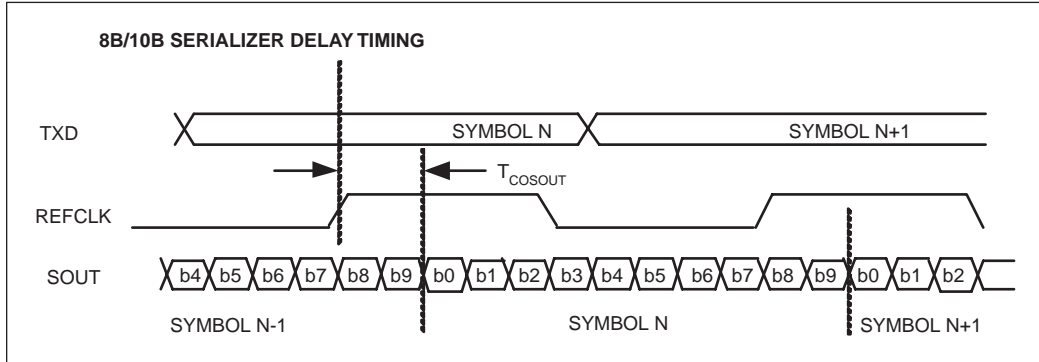 8B/10B SERIALIZER DELAY TIMING
TXD SYMBOL N SYMBOL N+1
TCOSOUT
REFCLK
SOUT b4 b5 b6 b7 b8 b9 b0 b1 b2 b3 b4 b5 b6 b7 b8 b9 b0 b1 b2
SYMBOL N-1 SYMBOL N SYMBOL N+1